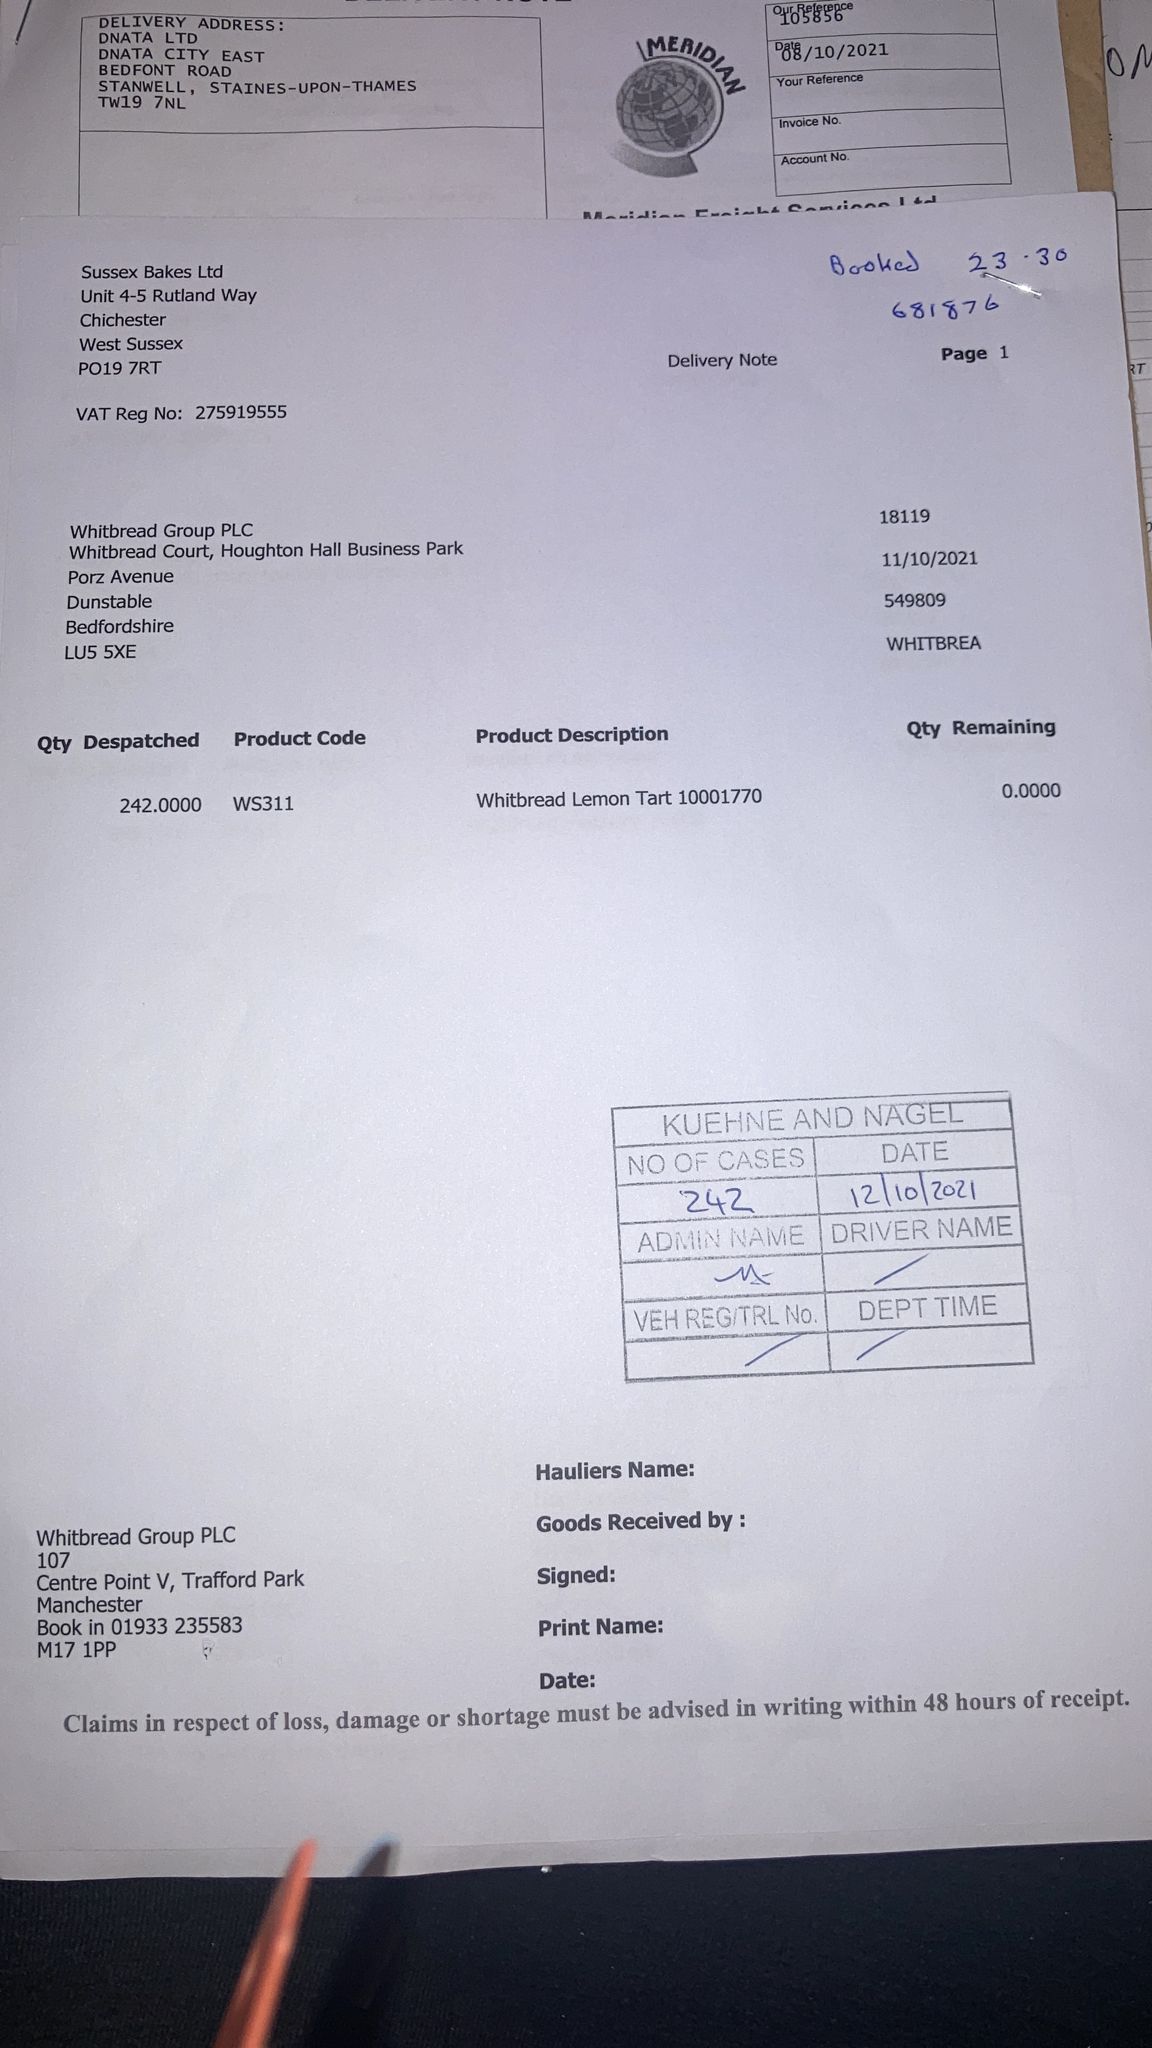 DELIVERY ADDRESS:
DNATA LTD
DNATA CITY EAST
BEDFONT ROAD
STANWELL, STAINES-UPON-THAMES
TW19 7NL
MERIDIAN
Our Reference
105856
Date
08/10/2021
Your Reference
Invoice No.
Account No.
Meridian Freight Services Ltd
Sussex Bakes Ltd
Unit 4-5 Rutland Way
Chichester
West Sussex
PO19 7RT
VAT Reg No: 275919555
Booked 23.30
681876
Delivery Note Page 1
Whitbread Group PLC
Whitbread Court, Houghton Hall Business Park
Porz Avenue
Dunstable
Bedfordshire
LU5 5XE
18119
11/10/2021
549809
WHITBREA
Qty Despatched Product Code Product Description Qty Remaining
242.0000 WS311 Whitbread Lemon Tart 10001770 0.0000
KUEHNE AND NAGEL
NO OF CASES DATE
242 12/10/2021
ADMIN NAME DRIVER NAME
VEH REG/TRL No. DEPT TIME
Hauliers Name:
Goods Received by :
Signed:
Print Name:
Date:
Whitbread Group PLC
107
Centre Point V, Trafford Park
Manchester
Book in 01933 235583
M17 1PP
Claims in respect of loss, damage or shortage must be advised in writing within 48 hours of receipt.